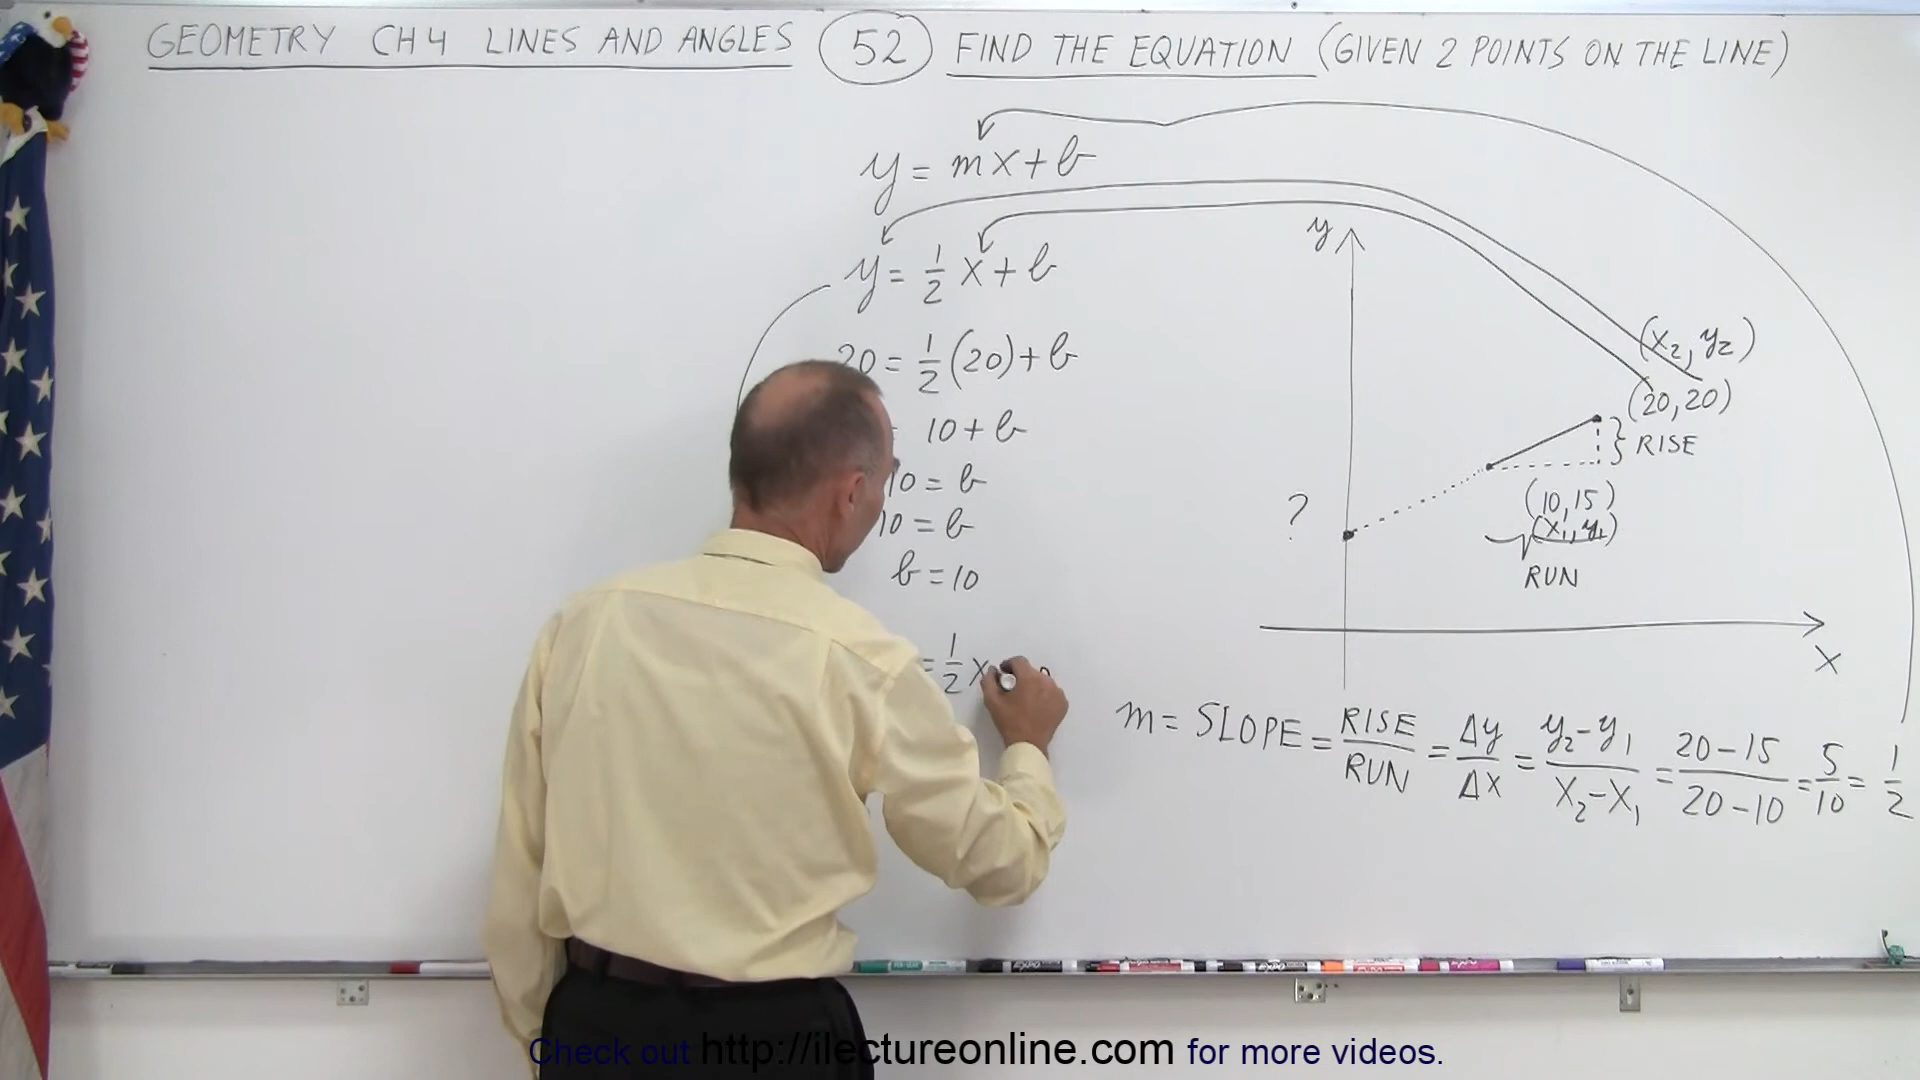 GEOMETRY CH 4 LINES AND ANGLES 52 FIND THE EQUATION (GIVEN 2 POINTS ON THE LINE)
y = mx + b
y = 1/2 x + b
20 = 1/2 (20) + b
10 + b
10 = b
10 = b
b = 10
= 1/2 x
y
(x₂, y₂)
(20, 20)
RISE
(10, 15)
(x₁, y₁)
RUN
?
x
m = SLOPE = RISE/RUN = Δy/Δx = y₂-y₁/x₂-x₁ = 20-15/20-10 = 5/10 = 1/2
Check out http://ilectureonline.com for more videos.